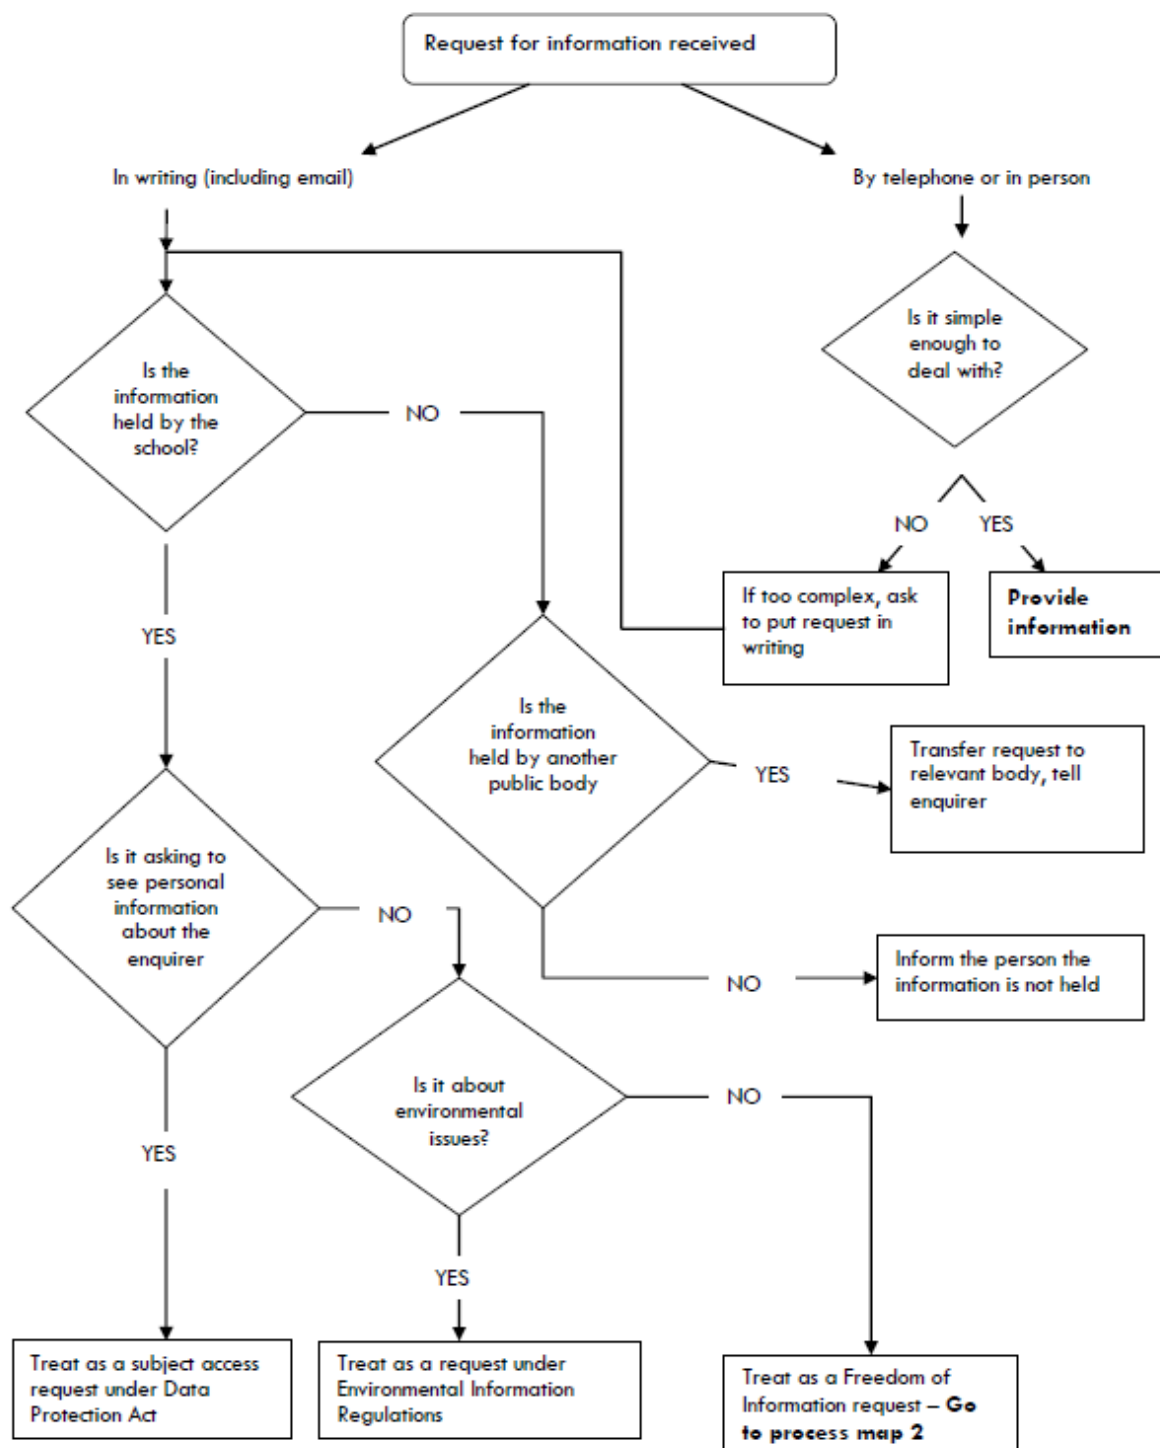 Request for information received
In writing (including email)
By telephone or in person
Is it simple
enough to
deal with?
Is the
information
held by the
school?
NO
NO
YES
If too complex, ask
to put request in
writing
Provide
information
YES
Is the
information
held by another
public body
YES
Transfer request to
relevant body, tell
enquirer
Is it asking to
see personal
information
about the
enquirer
NO
NO
Inform the person the
information is not held
Is it about
environmental
issues?
NO
YES
YES
Treat as a subject access
request under Data
Protection Act
Treat as a request under
Environmental Information
Regulations
Treat as a Freedom of
Information request – Go
to process map 2